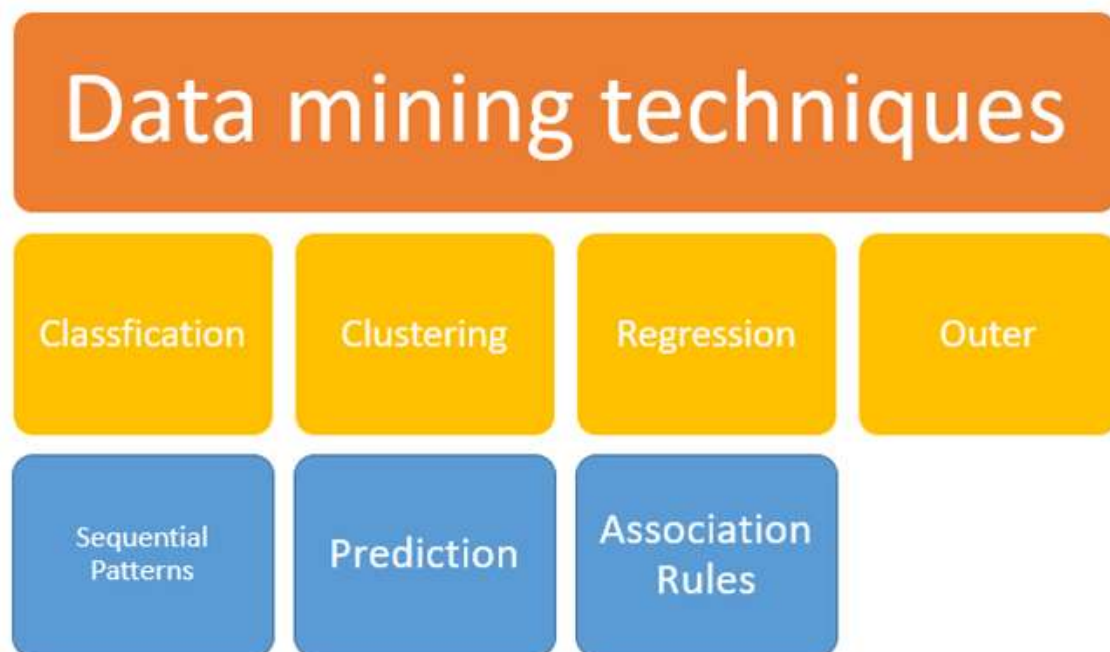 Data mining techniques
Classfication
Clustering
Regression
Outer
Sequential
Patterns
Prediction
Association
Rules